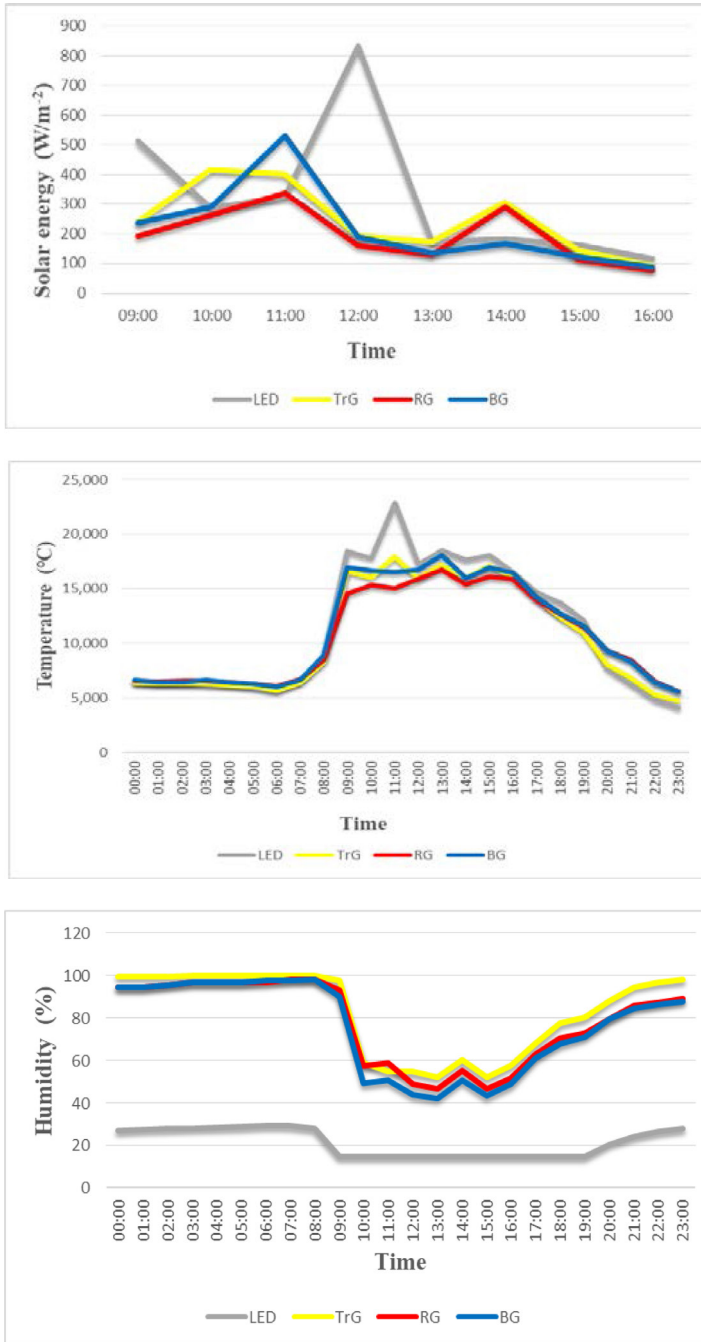 900
800
700
600
500
400
300
200
100
0
Solar energy (W/m⁻²)
09:00 10:00 11:00 12:00 13:00 14:00 15:00 16:00
Time
LED TrG RG BG
25,000
20,000
15,000
10,000
5,000
0
Temperature (°C)
00:00 01:00 02:00 03:00 04:00 05:00 06:00 07:00 08:00 09:00 10:00 11:00 12:00 13:00 14:00 15:00 16:00 17:00 18:00 19:00 20:00 21:00 22:00 23:00
Time
LED TrG RG BG
120
100
80
60
40
20
0
Humidity (%)
00:00 01:00 02:00 03:00 04:00 05:00 06:00 07:00 08:00 09:00 10:00 11:00 12:00 13:00 14:00 15:00 16:00 17:00 18:00 19:00 20:00 21:00 22:00 23:00
Time
LED TrG RG BG